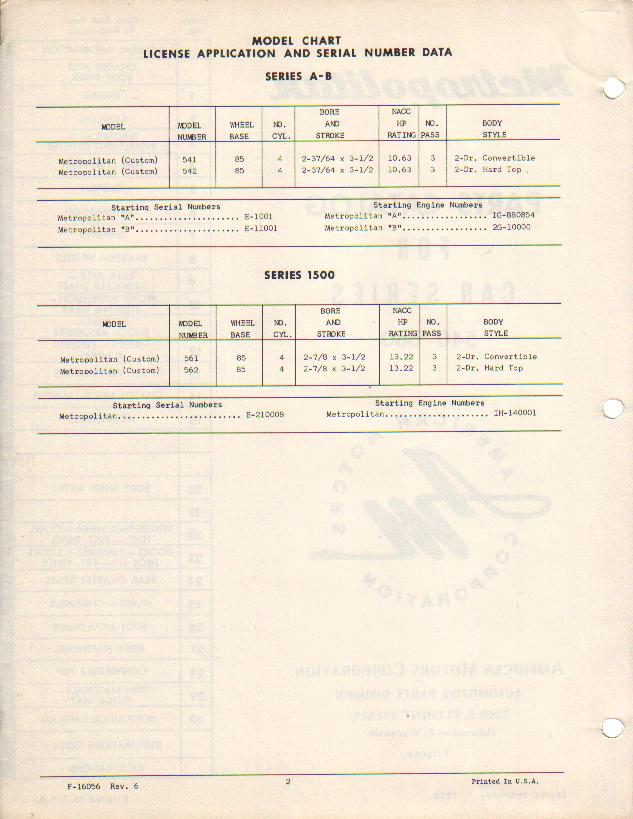 MODEL CHART
LICENSE APPLICATION AND SERIAL NUMBER DATA
SERIES A-B
MODEL MODEL NUMBER WHEEL BASE NO. CYL. BORE AND STROKE NACC HP RATING NO. PASS BODY STYLE
Metropolitan (Custom) 541 85 4 2-37/64 x 3-1/2 10.63 3 2-Dr. Convertible
Metropolitan (Custom) 542 85 4 2-37/64 x 3-1/2 10.63 3 2-Dr. Hard Top
Starting Serial Numbers Starting Engine Numbers
Metropolitan "A"..................... E-1001 Metropolitan "A"................. IG-880854
Metropolitan "B"..................... E-11001 Metropolitan "B"................. 2G-10000
SERIES 1500
MODEL MODEL NUMBER WHEEL BASE NO. CYL. BORE AND STROKE NACC HP RATING NO. PASS BODY STYLE
Metropolitan (Custom) 561 85 4 2-7/8 x 3-1/2 13.22 3 2-Dr. Convertible
Metropolitan (Custom) 562 85 4 2-7/8 x 3-1/2 13.22 3 2-Dr. Hard Top
Starting Serial Numbers Starting Engine Numbers
Metropolitan......................... E-21008 Metropolitan..................... IH-140001
F-16056 Rev. 6 2 Printed In U.S.A.